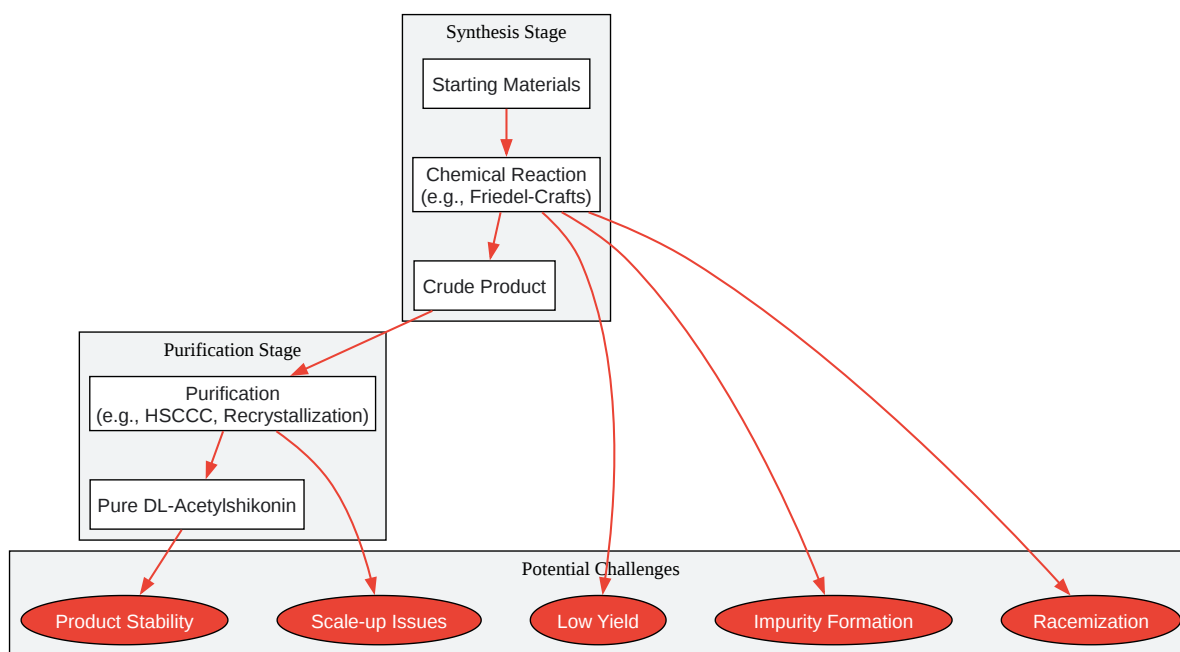 Synthesis Stage
Starting Materials
Chemical Reaction
(e.g., Friedel-Crafts)
Crude Product
Purification Stage
Purification
(e.g., HSCCC, Recrystallization)
Pure DL-Acetylshikonin
Potential Challenges
Product Stability
Scale-up Issues
Low Yield
Impurity Formation
Racemization